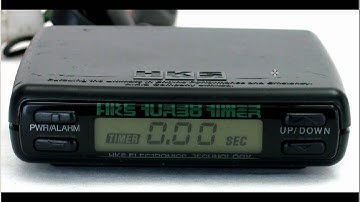 HKS
HKS TURBO TIMER
PWR/ALARM
TIMER 0.00 SEC
UP/DOWN
HKS ELECTRONICS TECHNOLOGY